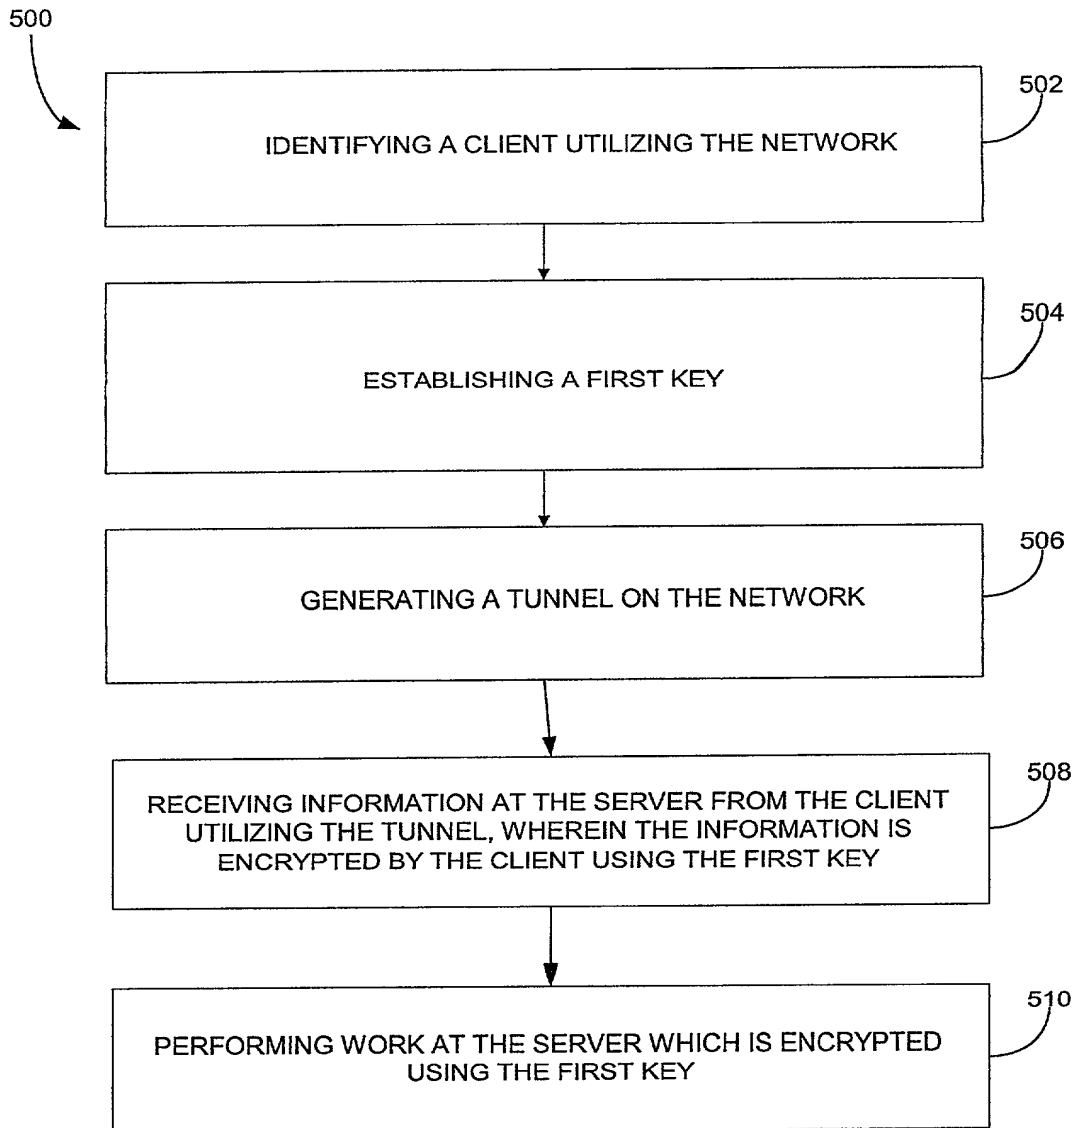 500
502
IDENTIFYING A CLIENT UTILIZING THE NETWORK
504
ESTABLISHING A FIRST KEY
506
GENERATING A TUNNEL ON THE NETWORK
508
RECEIVING INFORMATION AT THE SERVER FROM THE CLIENT
UTILIZING THE TUNNEL, WHEREIN THE INFORMATION IS
ENCRYPTED BY THE CLIENT USING THE FIRST KEY
510
PERFORMING WORK AT THE SERVER WHICH IS ENCRYPTED
USING THE FIRST KEY